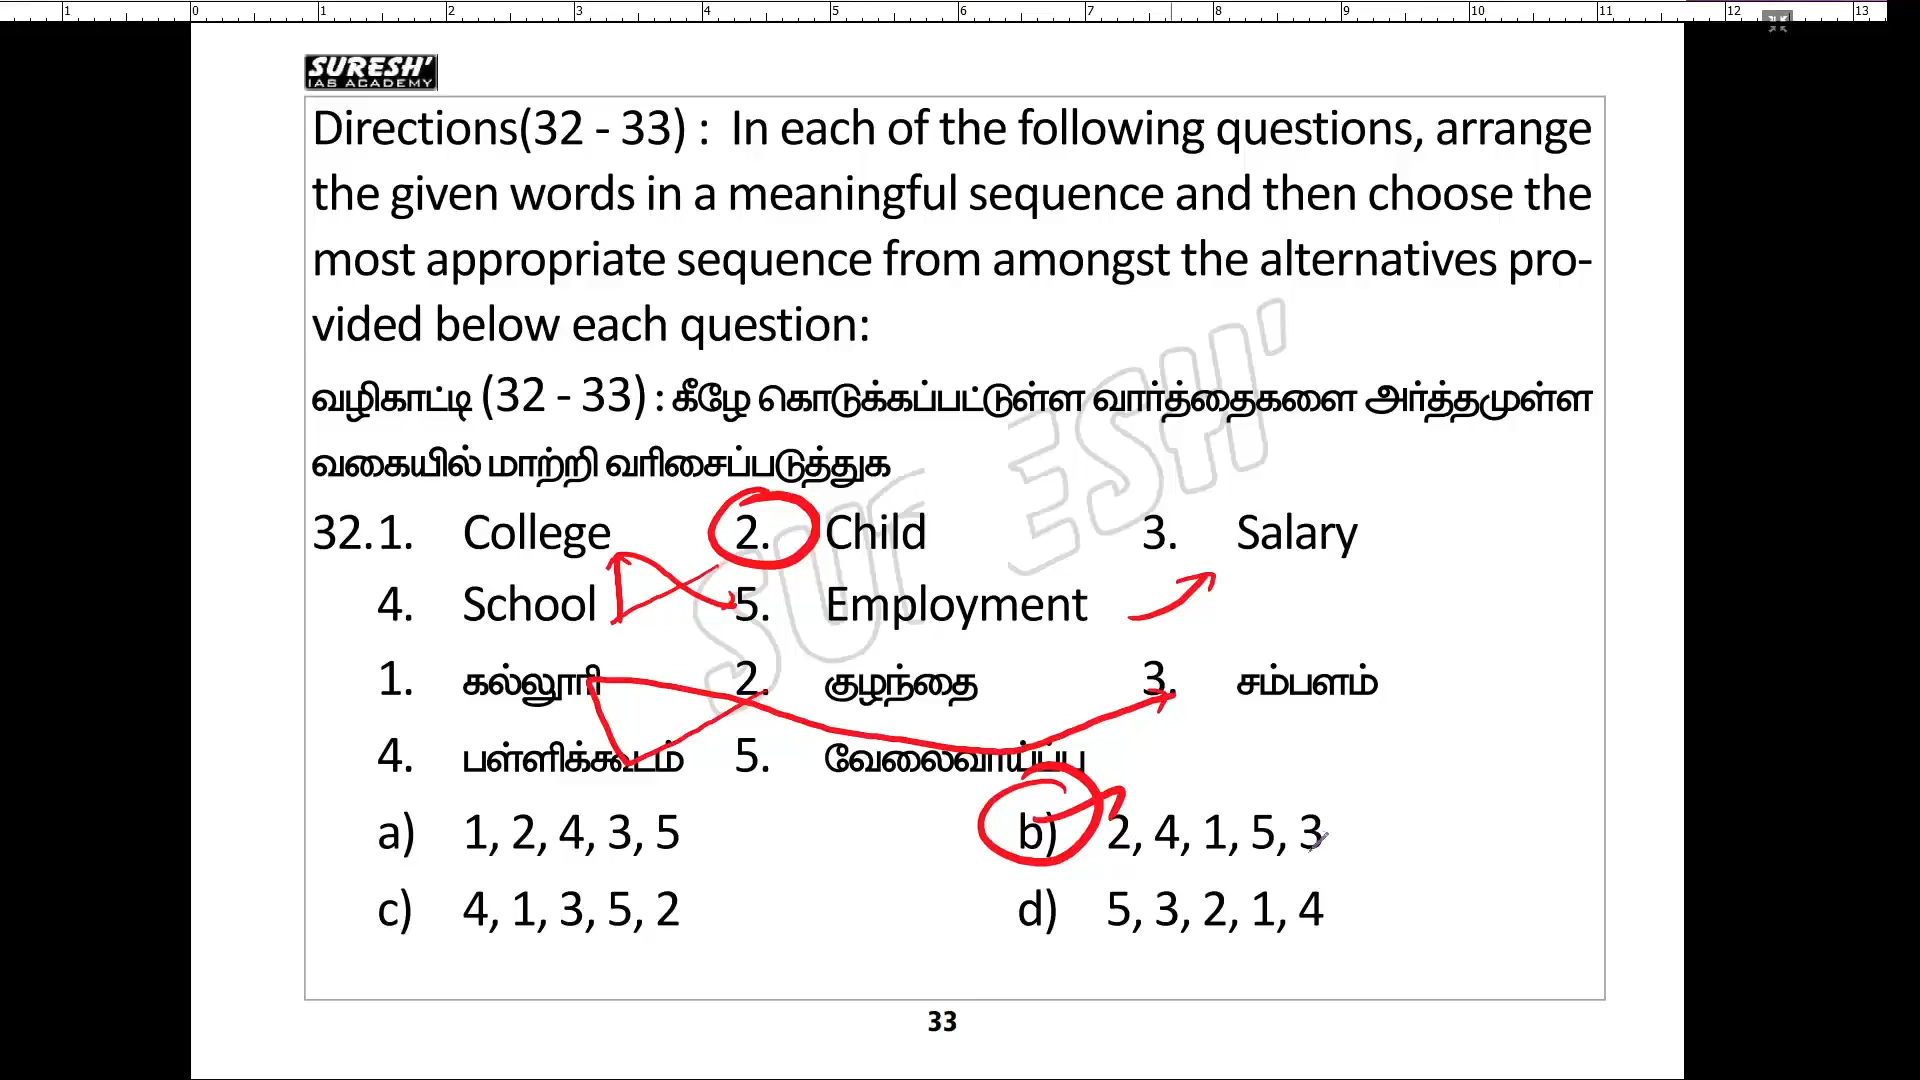 SURESH'
IAS ACADEMY
Directions(32 - 33) : In each of the following questions, arrange
the given words in a meaningful sequence and then choose the
most appropriate sequence from amongst the alternatives pro-
vided below each question:
வழிகாட்டி (32 - 33) : கீழே கொடுக்கப்பட்டுள்ள வார்த்தைகளை அர்த்தமுள்ள
வகையில் மாற்றி வரிசைப்படுத்துக
32.1. College 2. Child 3. Salary
4. School 5. Employment
1. கல்லூரி 2. குழந்தை 3. சம்பளம்
4. பள்ளிக்கூடம் 5. வேலைவாய்ப்பு
a) 1, 2, 4, 3, 5 b) 2, 4, 1, 5, 3
c) 4, 1, 3, 5, 2 d) 5, 3, 2, 1, 4
33